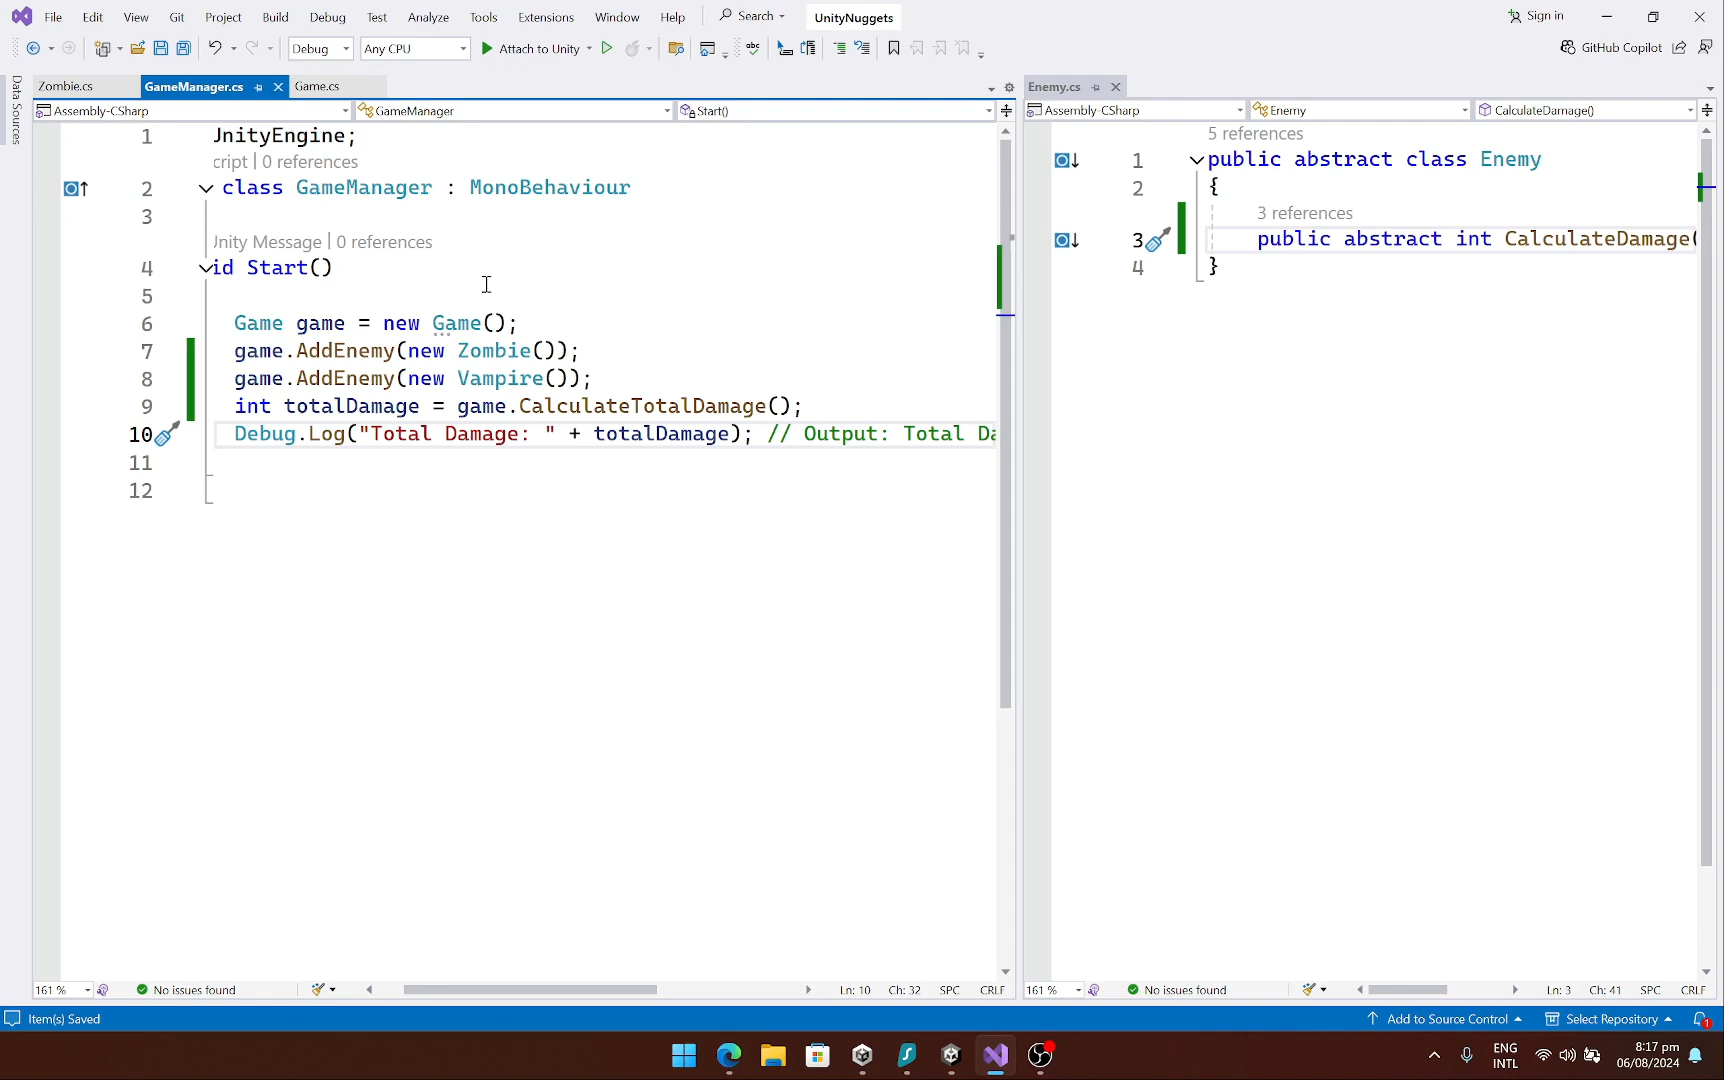 File Edit View Git Project Build Debug Test Analyze Tools Extensions Window Help Search UnityNuggets Sign in
Debug Any CPU Attach to Unity abc GitHub Copilot
Data Sources
Zombie.cs GameManager.cs Game.cs
Assembly-CSharp GameManager Start()
1 UnityEngine;
cript | 0 references
2 class GameManager : MonoBehaviour
3
Unity Message | 0 references
4 id Start()
5
6 Game game = new Game();
7 game.AddEnemy(new Zombie());
8 game.AddEnemy(new Vampire());
9 int totalDamage = game.CalculateTotalDamage();
10 Debug.Log("Total Damage: " + totalDamage); // Output: Total Da
11
12
161 % No issues found Ln: 10 Ch: 32 SPC CRLF
Enemy.cs
Assembly-CSharp Enemy CalculateDamage()
5 references
1 public abstract class Enemy
2 {
3 references
3 public abstract int CalculateDamage(
4 }
161 % No issues found Ln: 3 Ch: 41 SPC CRLF
Item(s) Saved Add to Source Control Select Repository 1
ENG
INTL
8:17 pm
06/08/2024